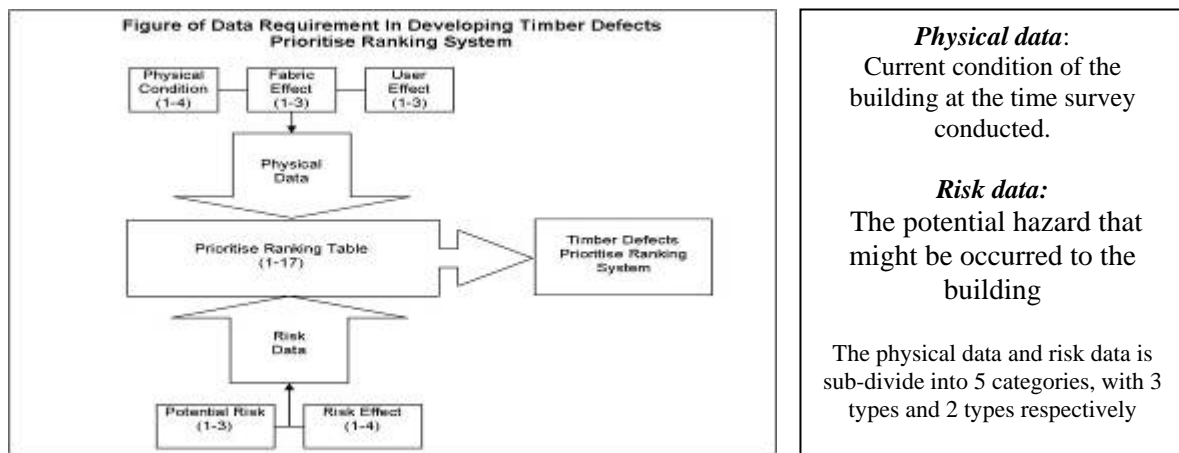 Figure of Data Requirement In Developing Timber Defects
Prioritise Ranking System
Physical
Condition
(1-4)
Fabric
Effect
(1-3)
User
Effect
(1-3)
Physical
Data
Prioritise Ranking Table
(1-17)
Timber Defects
Prioritise Ranking
System
Risk
Data
Potential Risk
(1-3)
Risk Effect
(1-4)
Physical data:
Current condition of the
building at the time survey
conducted.
Risk data:
The potential hazard that
might be occurred to the
building
The physical data and risk data is
sub-divide into 5 categories, with 3
types and 2 types respectively